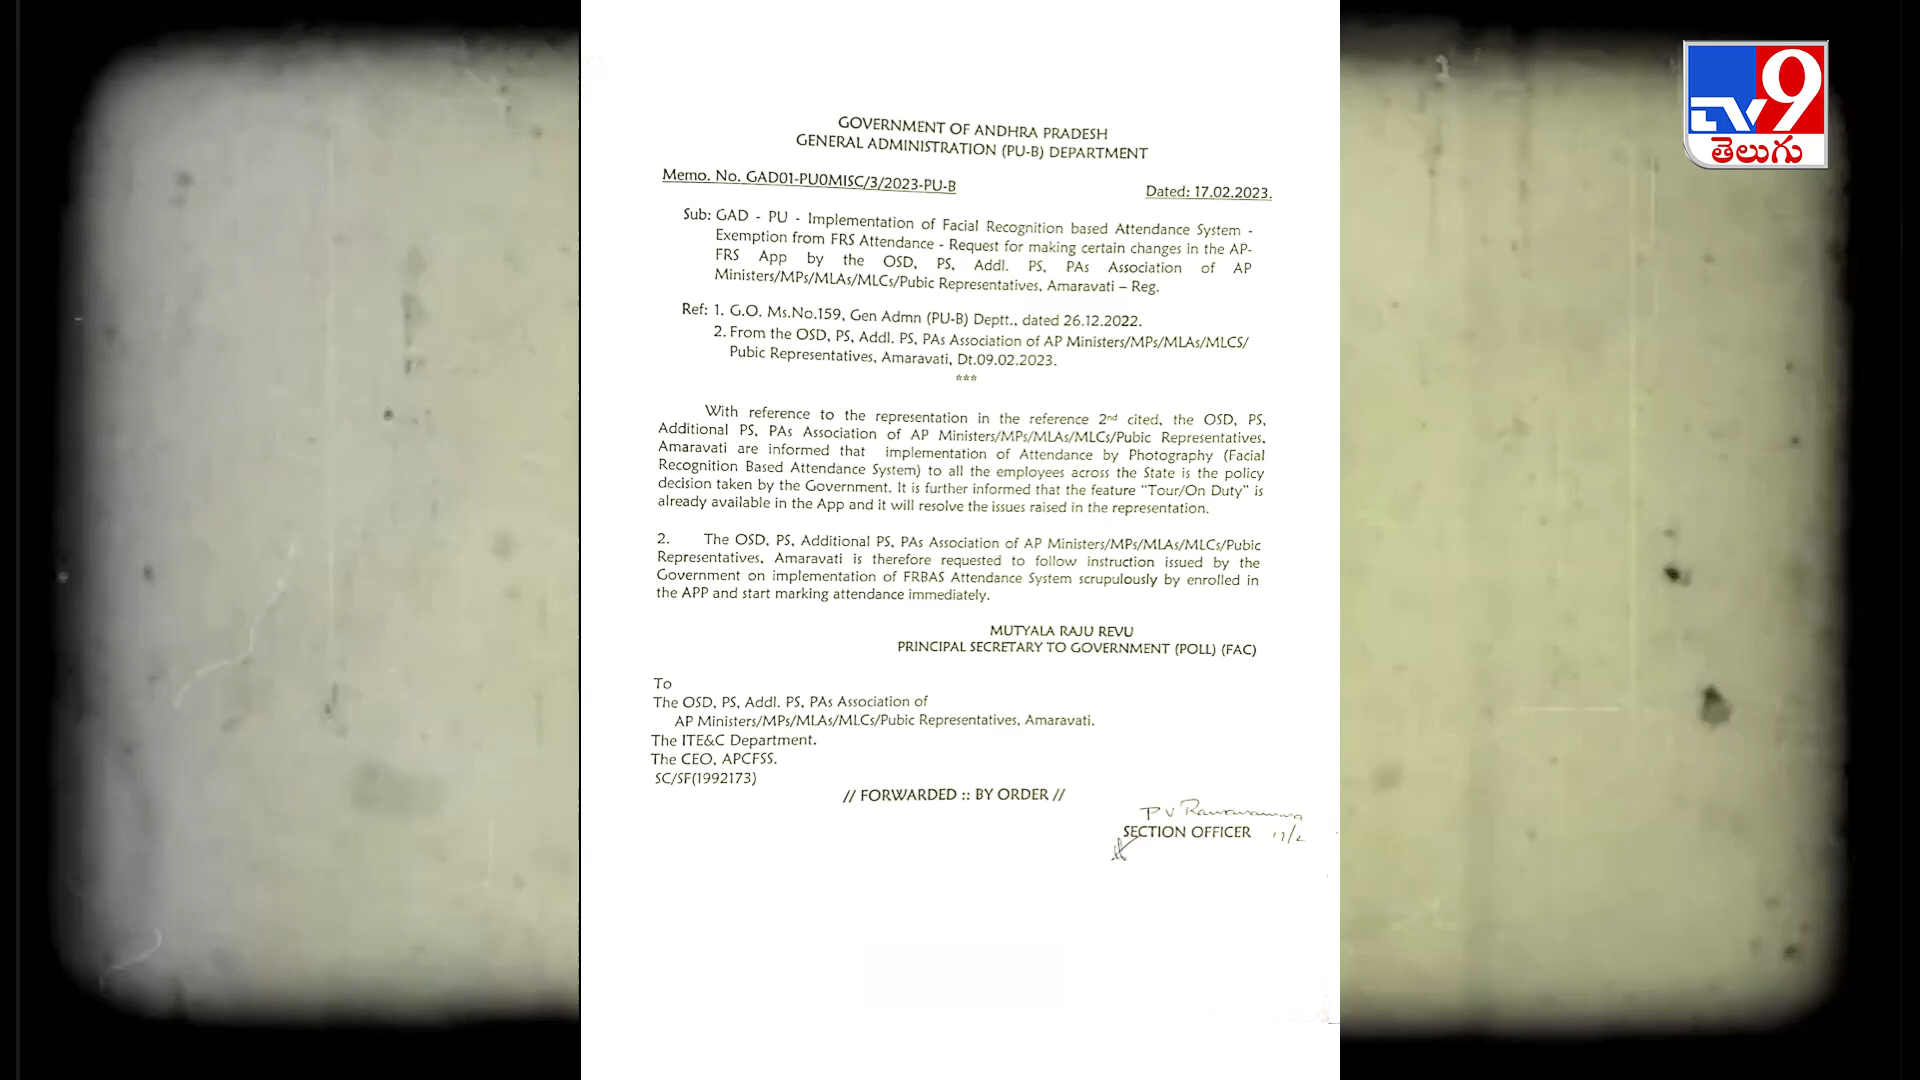 TV9
తెలుగు
GOVERNMENT OF ANDHRA PRADESH
GENERAL ADMINISTRATION (PU-B) DEPARTMENT
Memo. No. GAD01-PU0MISC/3/2023-PU-B
Dated: 17.02.2023.
Sub: GAD - PU - Implementation of Facial Recognition based Attendance System -
Exemption from FRS Attendance - Request for making certain changes in the AP-
FRS App by the OSD, PS, Addl. PS, PAs Association of AP
Ministers/MPs/MLAs/MLCs/Pubic Representatives, Amaravati – Reg.
Ref: 1. G.O. Ms.No.159, Gen Admn (PU-B) Deptt., dated 26.12.2022.
2. From the OSD, PS, Addl. PS, PAs Association of AP Ministers/MPs/MLAs/MLCS/
Pubic Representatives, Amaravati, Dt.09.02.2023.
***
With reference to the representation in the reference 2nd cited, the OSD, PS,
Additional PS, PAs Association of AP Ministers/MPs/MLAs/MLCs/Pubic Representatives,
Amaravati are informed that implementation of Attendance by Photography (Facial
Recognition Based Attendance System) to all the employees across the State is the policy
decision taken by the Government. It is further informed that the feature "Tour/On Duty" is
already available in the App and it will resolve the issues raised in the representation.
2. The OSD, PS, Additional PS, PAs Association of AP Ministers/MPs/MLAs/MLCs/Pubic
Representatives, Amaravati is therefore requested to follow instruction issued by the
Government on implementation of FRBAS Attendance System scrupulously by enrolled in
the APP and start marking attendance immediately.
MUTYALA RAJU REVU
PRINCIPAL SECRETARY TO GOVERNMENT (POLL) (FAC)
To
The OSD, PS, Addl. PS, PAs Association of
AP Ministers/MPs/MLAs/MLCs/Pubic Representatives, Amaravati.
The ITE&C Department.
The CEO, APCFSS.
SC/SF(1992173)
// FORWARDED :: BY ORDER //
P V
SECTION OFFICER